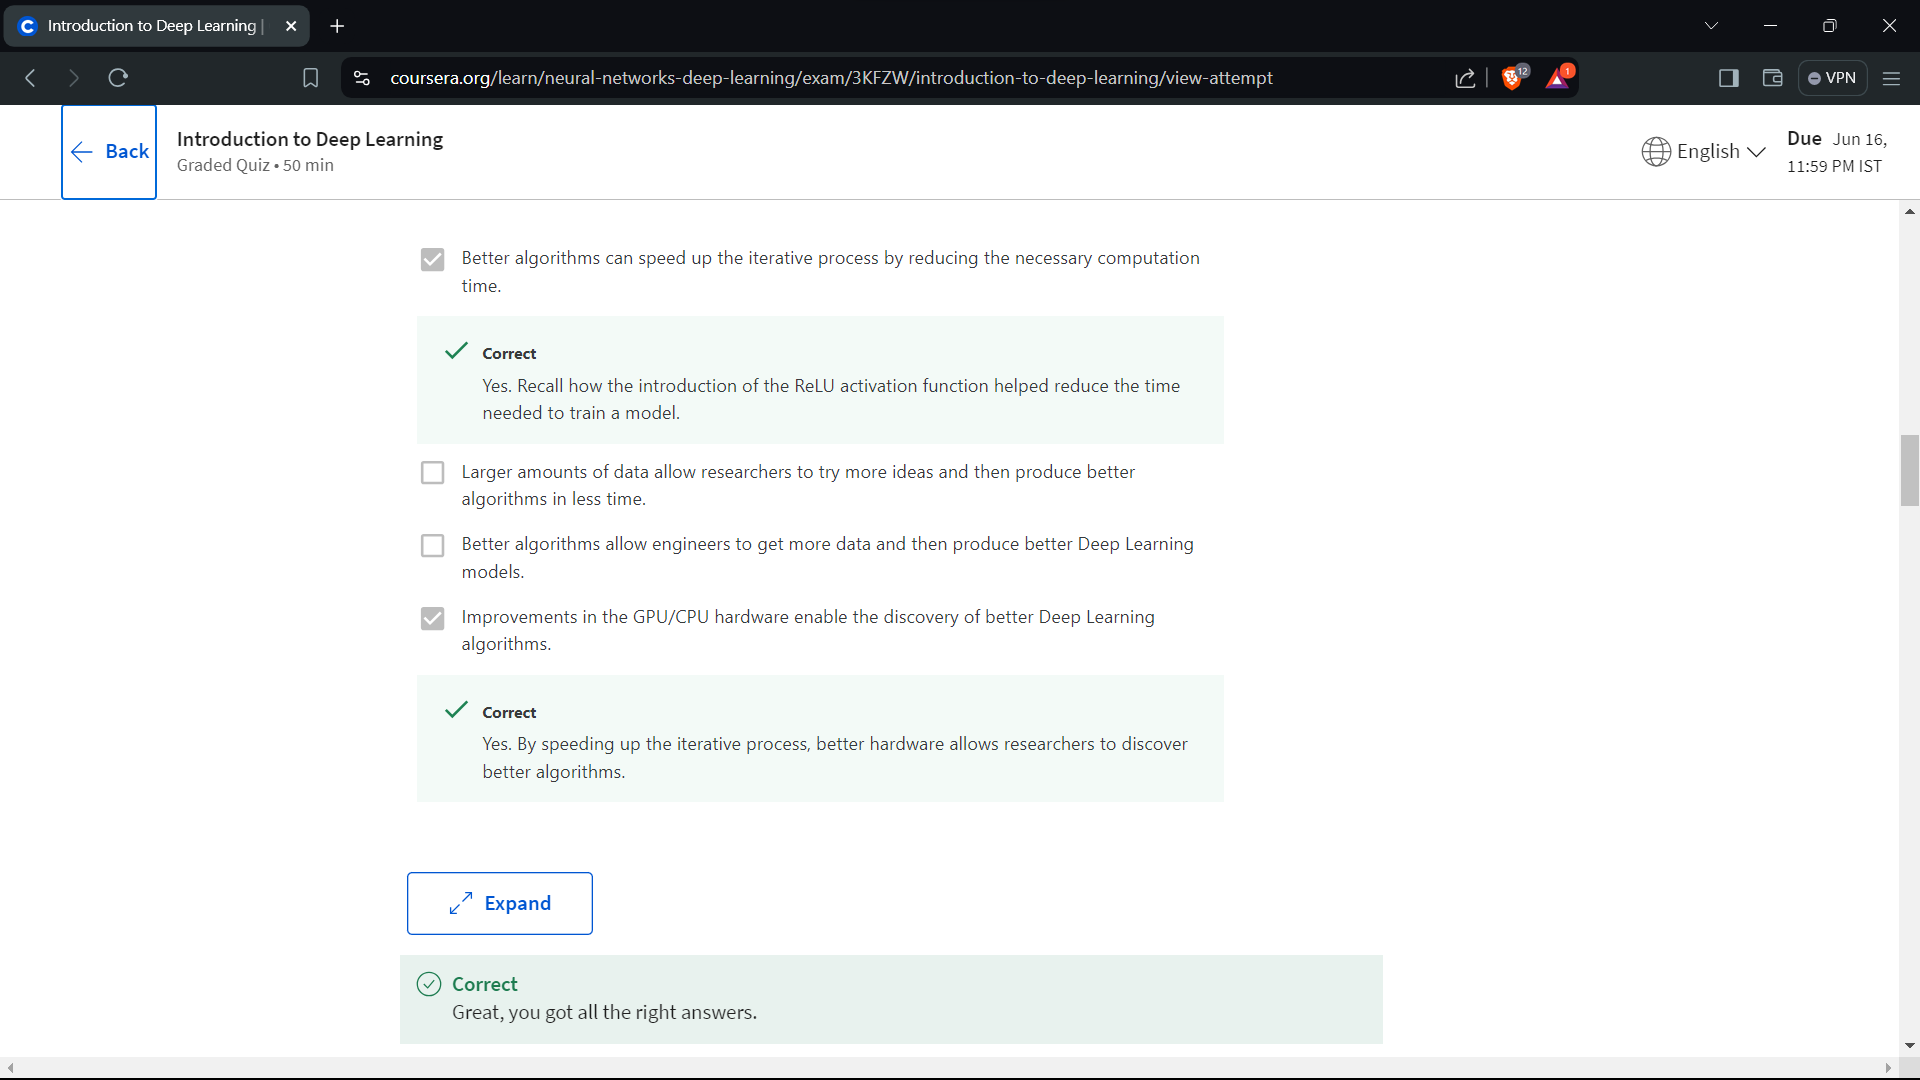 Introduction to Deep Learning |
coursera.org/learn/neural-networks-deep-learning/exam/3KFZW/introduction-to-deep-learning/view-attempt
12
1
VPN
Back
Introduction to Deep Learning
Graded Quiz • 50 min
English
Due Jun 16,
11:59 PM IST
Better algorithms can speed up the iterative process by reducing the necessary computation
time.
Correct
Yes. Recall how the introduction of the ReLU activation function helped reduce the time
needed to train a model.
Larger amounts of data allow researchers to try more ideas and then produce better
algorithms in less time.
Better algorithms allow engineers to get more data and then produce better Deep Learning
models.
Improvements in the GPU/CPU hardware enable the discovery of better Deep Learning
algorithms.
Correct
Yes. By speeding up the iterative process, better hardware allows researchers to discover
better algorithms.
Expand
Correct
Great, you got all the right answers.